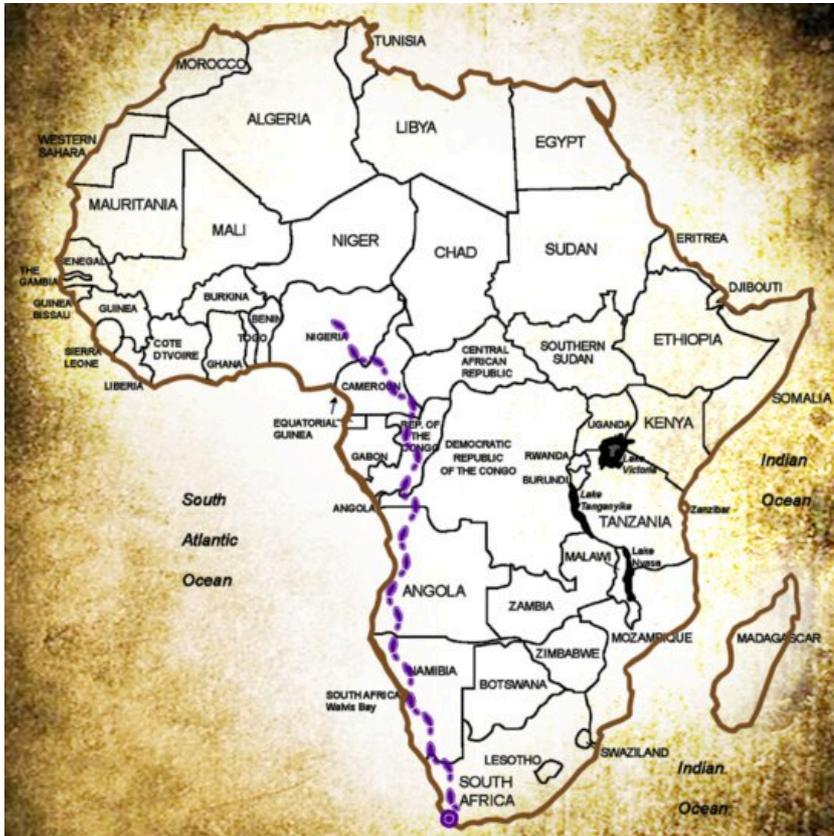 TUNISIA
MOROCCO
ALGERIA
LIBYA
EGYPT
WESTERN
SAHARA
MAURITANIA
MALI
NIGER
CHAD
SUDAN
ERITREA
SENEGAL
THE
GAMBIA
GUINEA
BISSAU
GUINEA
BURKINA
BENIN
TOGO
NIGERIA
DJIBOUTI
SIERRA
LEONE
COTE
D'TVOIRE
GHANA
LIBERIA
CAMEROON
CENTRAL
AFRICAN
REPUBLIC
SOUTHERN
SUDAN
ETHIOPIA
SOMALIA
EQUATORIAL
GUINEA
REP. OF
THE
CONGO
GABON
DEMOCRATIC
REPUBLIC
OF THE CONGO
UGANDA
KENYA
RWANDA
BURUNDI
Lake
Victoria
Indian
Ocean
South
Atlantic
Ocean
ANGOLA
Lake
Tanganyika
TANZANIA
Zanzibar
MALAWI
Lake
Nyasa
ANGOLA
ZAMBIA
MOZAMPIQUE
MADAGASCAR
ZIMBABWE
NAMIBIA
BOTSWANA
SOUTH AFRICA
Walvis Bay
SWAZILAND
LESOTHO
SOUTH
AFRICA
Indian
Ocean